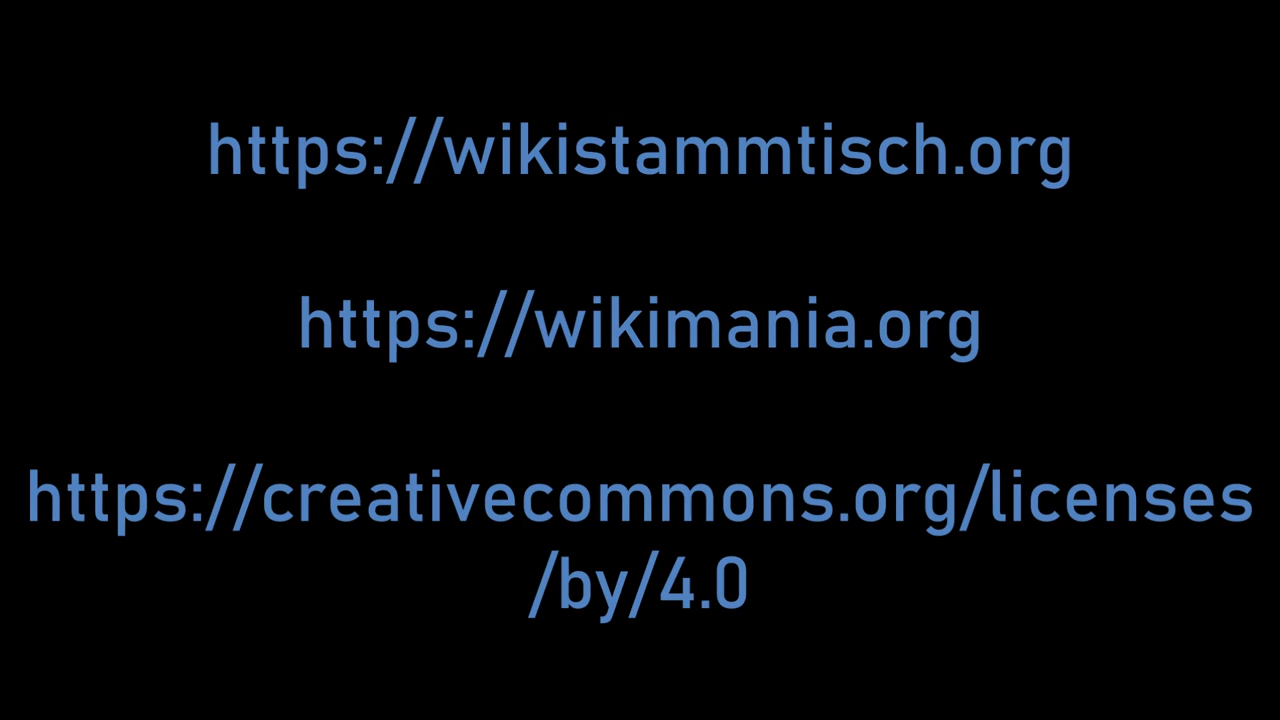 https://wikistammtisch.org
https://wikimania.org
https://creativecommons.org/licenses
/by/4.0